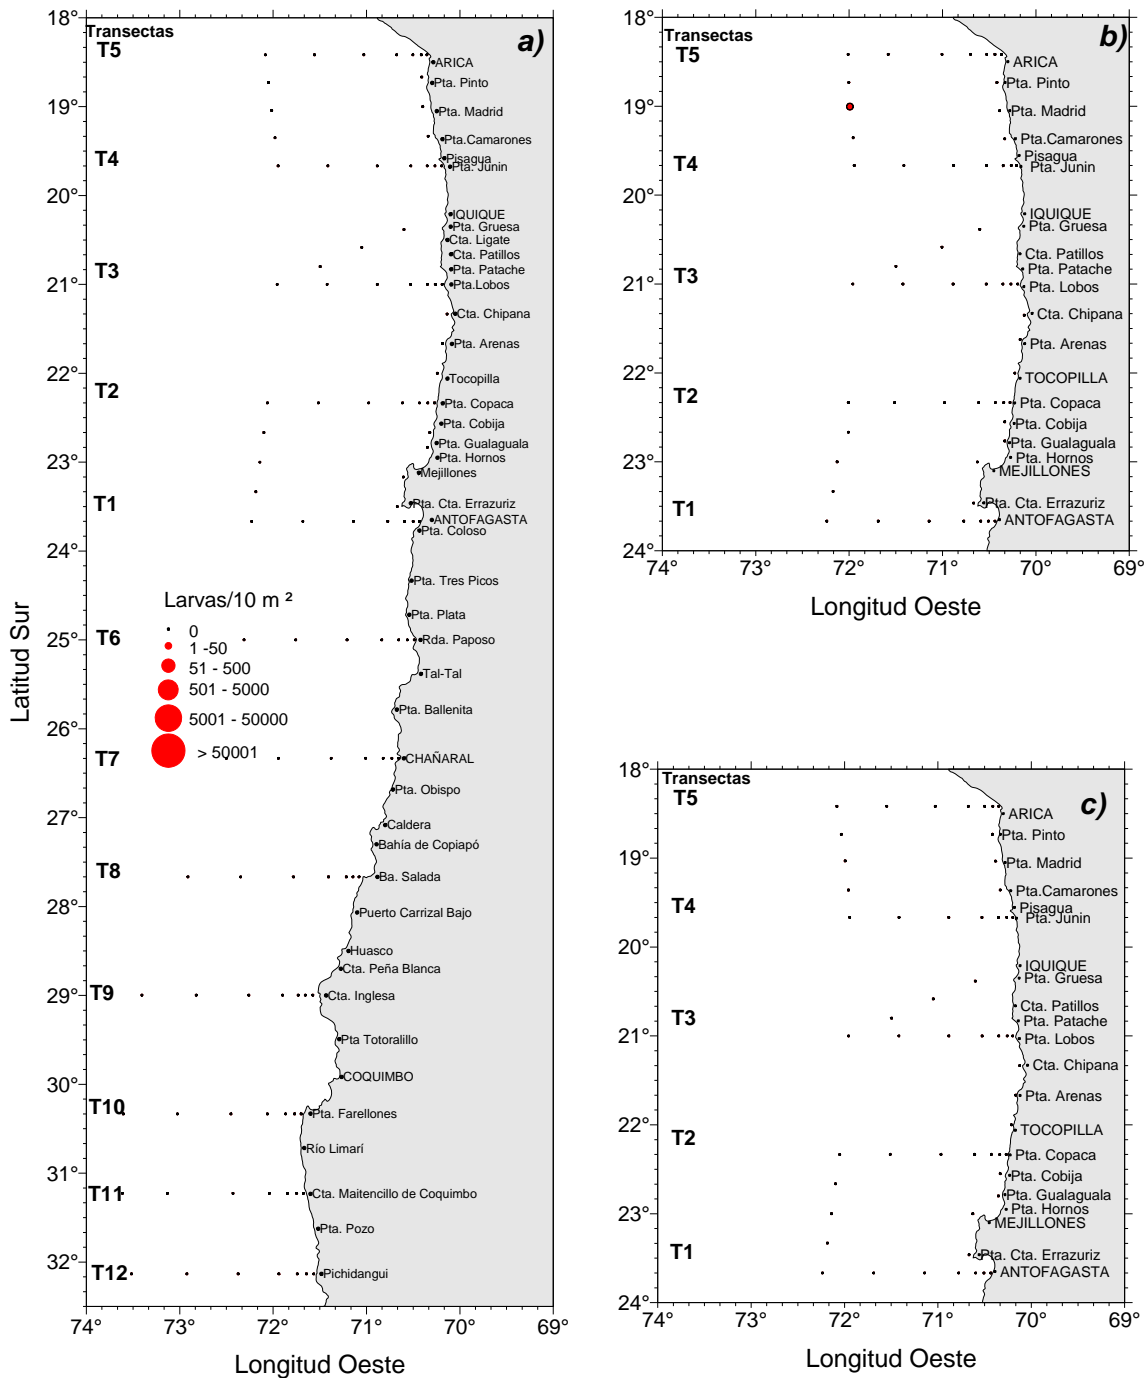 Transectas
a)
18°
19°
20°
21°
22°
23°
24°
25°
26°
27°
28°
29°
30°
31°
32°
T5
T4
T3
T2
T1
T6
T7
T8
T9
T10
T11
T12
ARICA
Pta. Pinto
Pta. Madrid
Pta.Camarones
Pisagua
Pta. Junin
IQUIQUE
Pta. Gruesa
Cta. Ligate
Cta. Patillos
Pta. Patache
Pta.Lobos
Cta. Chipana
Pta. Arenas
Tocopilla
Pta. Copaca
Pta. Cobija
Pta. Gualaguala
Pta. Hornos
Mejillones
Pta. Cta. Errazuriz
ANTOFAGASTA
Pta. Coloso
Pta. Tres Picos
Pta. Plata
Rda. Paposo
Tal-Tal
Pta. Ballenita
CHAÑARAL
Pta. Obispo
Caldera
Bahía de Copiapó
Ba. Salada
Puerto Carrizal Bajo
Huasco
Cta. Peña Blanca
Cta. Inglesa
Pta Totoralillo
COQUIMBO
Pta. Farellones
Río Limarí
Cta. Maitencillo de Coquimbo
Pta. Pozo
Pichidangui
Larvas/10 m ²
0
1 -50
51 - 500
501 - 5000
5001 - 50000
> 50001
Latitud Sur
74° 73° 72° 71° 70° 69°
Longitud Oeste
Transectas
b)
18°
19°
20°
21°
22°
23°
24°
T5
T4
T3
T2
T1
ARICA
Pta. Pinto
Pta. Madrid
Pta.Camarones
Pisagua
Pta. Junin
IQUIQUE
Pta. Gruesa
Cta. Patillos
Pta. Patache
Pta. Lobos
Cta. Chipana
Pta. Arenas
TOCOPILLA
Pta. Copaca
Pta. Cobija
Pta. Gualaguala
Pta. Hornos
MEJILLONES
Pta. Cta. Errazuriz
ANTOFAGASTA
74° 73° 72° 71° 70° 69°
Longitud Oeste
Transectas
c)
18°
19°
20°
21°
22°
23°
24°
T5
T4
T3
T2
T1
ARICA
Pta. Pinto
Pta. Madrid
Pta.Camarones
Pisagua
Pta. Junin
IQUIQUE
Pta. Gruesa
Cta. Patillos
Pta. Patache
Pta. Lobos
Cta. Chipana
Pta. Arenas
TOCOPILLA
Pta. Copaca
Pta. Cobija
Pta. Gualaguala
Pta. Hornos
MEJILLONES
Pta. Cta. Errazuriz
ANTOFAGASTA
74° 73° 72° 71° 70° 69°
Longitud Oeste